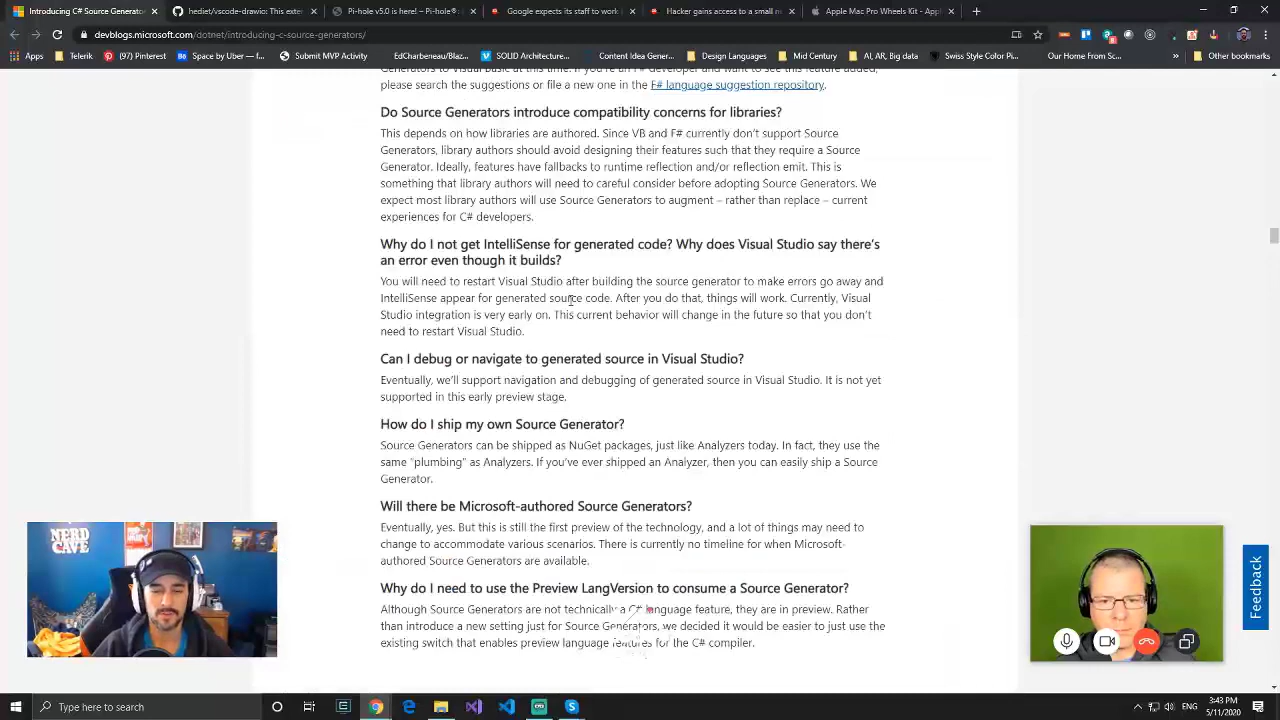 Introducing C# Source Generator
hediet/vscode-drawio: This exter
Pi-hole v5.0 is here! – Pi-hole®
Google expects its staff to work
Hacker gains access to a small n
Apple Mac Pro Wheels Kit - Appl
devblogs.microsoft.com/dotnet/introducing-c-source-generators/
Apps
Telerik
(97) Pinterest
Space by Uber — f...
Submit MVP Activity
EdCharbeneau/Blaz...
SOLID Architecture...
Content Idea Gener...
Design Languages
Mid Century
AI, AR, Big data
Swiss Style Color Pi...
Our Home From Sc...
Other bookmarks
Generators to Visual Basic at this time. If you're an F# developer and want to see this feature added,
please search the suggestions or file a new one in the F# language suggestion repository.
Do Source Generators introduce compatibility concerns for libraries?
This depends on how libraries are authored. Since VB and F# currently don't support Source
Generators, library authors should avoid designing their features such that they require a Source
Generator. Ideally, features have fallbacks to runtime reflection and/or reflection emit. This is
something that library authors will need to careful consider before adopting Source Generators. We
expect most library authors will use Source Generators to augment – rather than replace – current
experiences for C# developers.
Why do I not get IntelliSense for generated code? Why does Visual Studio say there's
an error even though it builds?
You will need to restart Visual Studio after building the source generator to make errors go away and
IntelliSense appear for generated source code. After you do that, things will work. Currently, Visual
Studio integration is very early on. This current behavior will change in the future so that you don't
need to restart Visual Studio.
Can I debug or navigate to generated source in Visual Studio?
Eventually, we'll support navigation and debugging of generated source in Visual Studio. It is not yet
supported in this early preview stage.
How do I ship my own Source Generator?
Source Generators can be shipped as NuGet packages, just like Analyzers today. In fact, they use the
same "plumbing" as Analyzers. If you've ever shipped an Analyzer, then you can easily ship a Source
Generator.
Will there be Microsoft-authored Source Generators?
Eventually, yes. But this is still the first preview of the technology, and a lot of things may need to
change to accommodate various scenarios. There is currently no timeline for when Microsoft-
authored Source Generators are available.
Why do I need to use the Preview LangVersion to consume a Source Generator?
Although Source Generators are not technically a C# language feature, they are in preview. Rather
than introduce a new setting just for Source Generators, we decided it would be easier to just use the
existing switch that enables preview language features for the C# compiler.
NERD
CAVE
Feedback
Type here to search
3:43 PM
5/11/2020